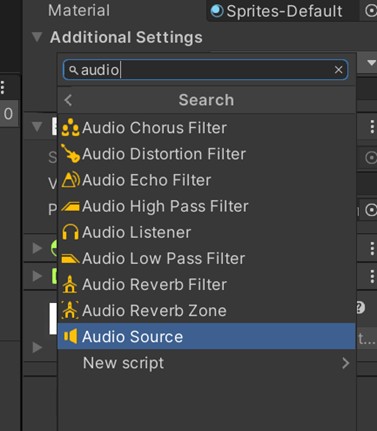 Material
Sprites-Default
Additional Settings
audio
Search
0
Audio Chorus Filter
Audio Distortion Filter
Audio Echo Filter
Audio High Pass Filter
Audio Listener
Audio Low Pass Filter
Audio Reverb Filter
Audio Reverb Zone
Audio Source
New script